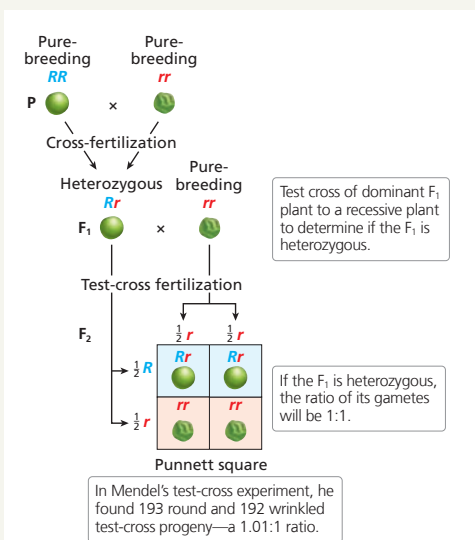 Pure-
breeding
RR
Pure-
breeding
rr
P ×
Cross-fertilization
Heterozygous
Rr
Pure-
breeding
rr
F₁ ×
Test cross of dominant F₁
plant to a recessive plant
to determine if the F₁ is
heterozygous.
Test-cross fertilization
F₂
½ r ½ r
½ R Rr Rr
½ r rr rr
If the F₁ is heterozygous,
the ratio of its gametes
will be 1:1.
Punnett square
In Mendel's test-cross experiment, he
found 193 round and 192 wrinkled
test-cross progeny—a 1.01:1 ratio.